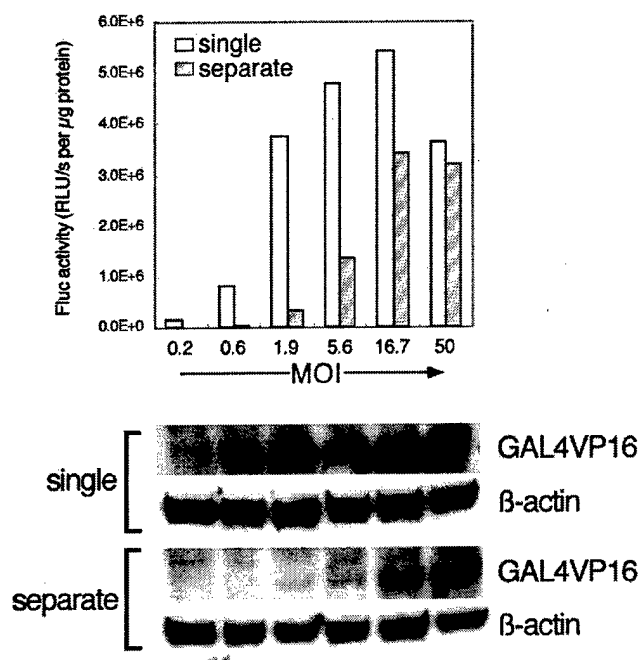 6.0E+6
5.0E+6
4.0E+6
3.0E+6
2.0E+6
1.0E+6
0.0E+0
Fluc activity (RLU/s per µg protein)
single
separate
0.2 0.6 1.9 5.6 16.7 50
MOI
single
GAL4VP16
ß-actin
separate
GAL4VP16
ß-actin